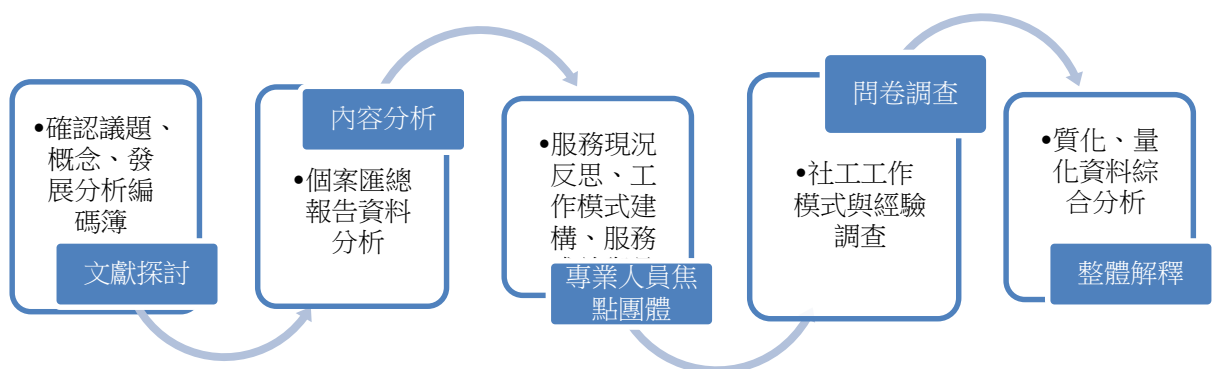 •確認議題、
概念、發
展分析編
碼簿
文獻探討
內容分析
•個案匯總
報告資料
分析
•服務現況
反思、工
作模式建
構、服務
專業人員焦
點團體
問卷調查
•社工工作
模式與經驗
調查
•質化、量
化資料綜
合分析
整體解釋